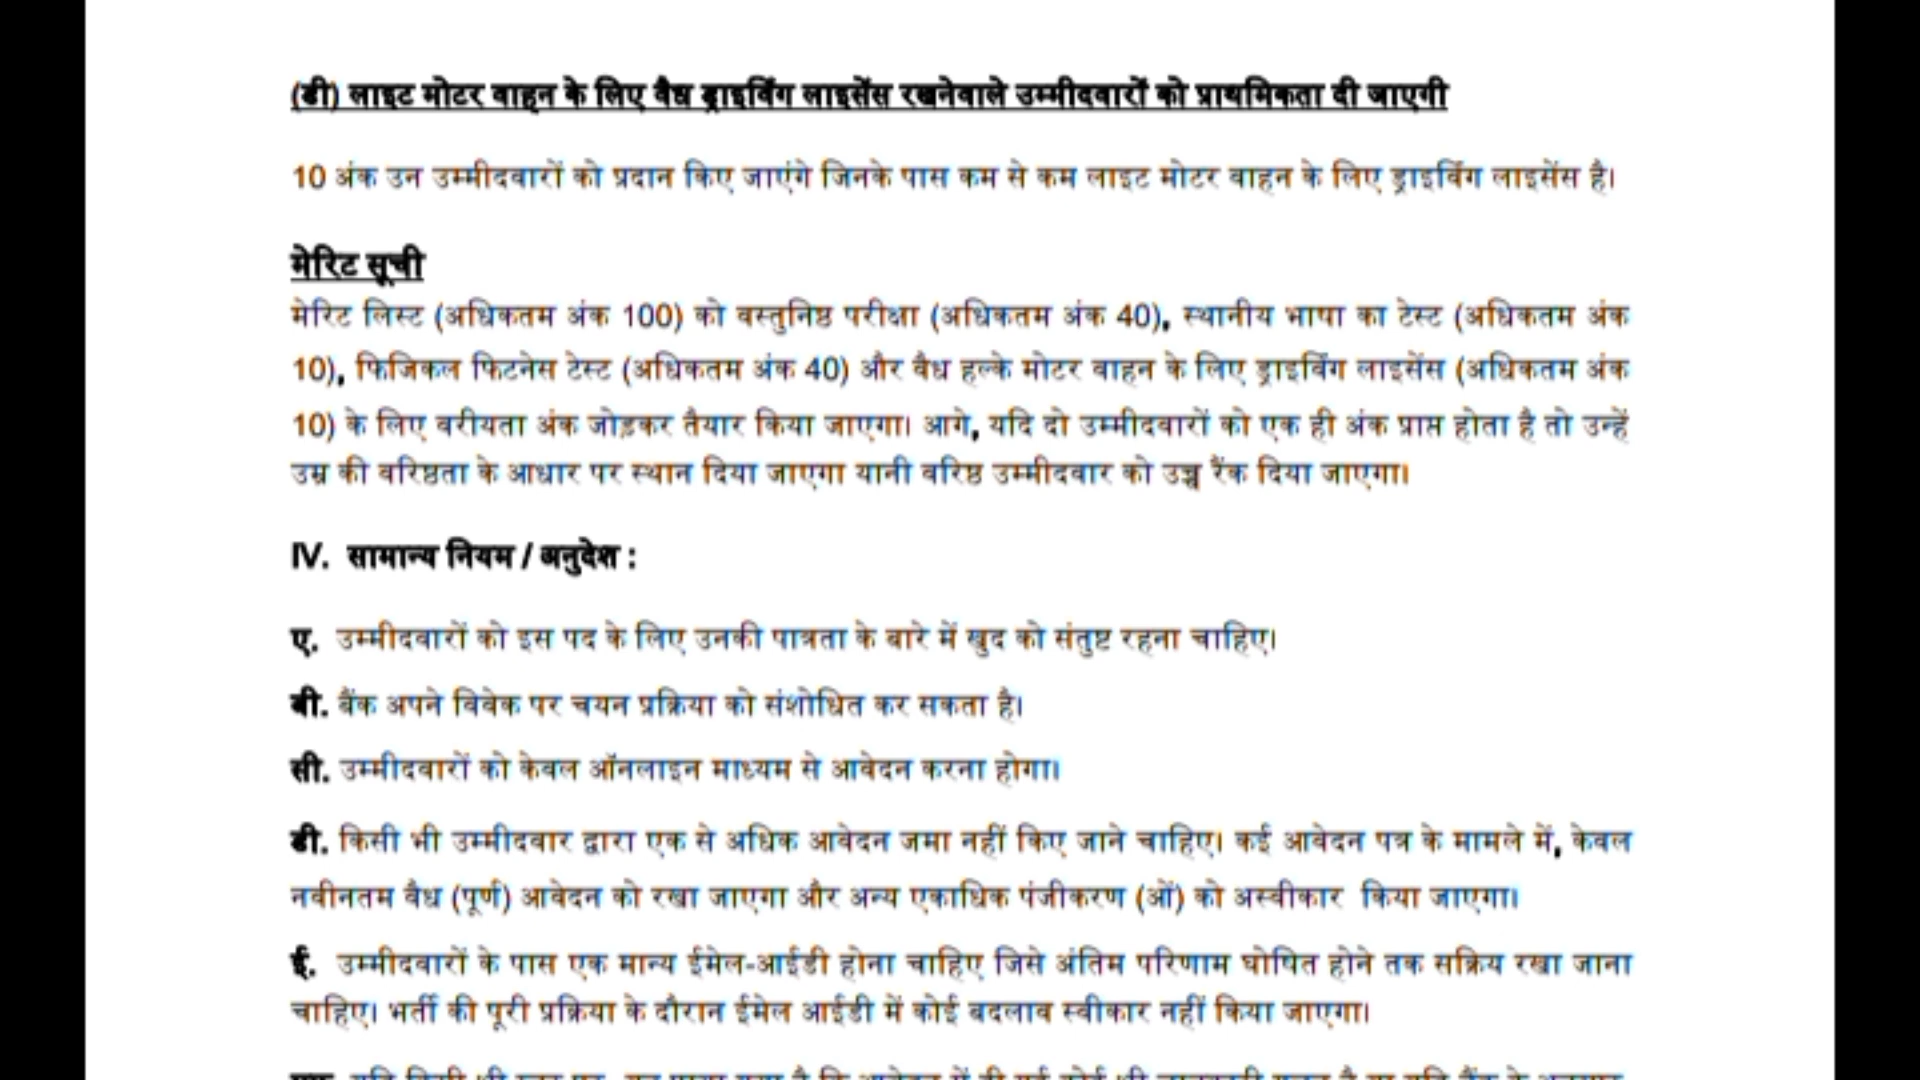 (डी) लाइट मोटर वाहन के लिए वैध ड्राइविंग लाइसेंस रखनेवाले उम्मीदवारों को प्राथमिकता दी जाएगी
10 अंक उन उम्मीदवारों को प्रदान किए जाएंगे जिनके पास कम से कम लाइट मोटर वाहन के लिए ड्राइविंग लाइसेंस है।
मेरिट सूची
मेरिट लिस्ट (अधिकतम अंक 100) को वस्तुनिष्ठ परीक्षा (अधिकतम अंक 40), स्थानीय भाषा का टेस्ट (अधिकतम अंक
10), फिजिकल फिटनेस टेस्ट (अधिकतम अंक 40) और वैध हल्के मोटर वाहन के लिए ड्राइविंग लाइसेंस (अधिकतम अंक
10) के लिए वरीयता अंक जोड़कर तैयार किया जाएगा। आगे, यदि दो उम्मीदवारों को एक ही अंक प्राप्त होता है तो उन्हें
उम्र की वरिष्ठता के आधार पर स्थान दिया जाएगा यानी वरिष्ठ उम्मीदवार को उच्च रैंक दिया जाएगा।
IV. सामान्य नियम / अनुदेश :
ए. उम्मीदवारों को इस पद के लिए उनकी पात्रता के बारे में खुद को संतुष्ट रहना चाहिए।
बी. बैंक अपने विवेक पर चयन प्रक्रिया को संशोधित कर सकता है।
सी. उम्मीदवारों को केवल ऑनलाइन माध्यम से आवेदन करना होगा।
डी. किसी भी उम्मीदवार द्वारा एक से अधिक आवेदन जमा नहीं किए जाने चाहिए। कई आवेदन पत्र के मामले में, केवल
नवीनतम वैध (पूर्ण) आवेदन को रखा जाएगा और अन्य एकाधिक पंजीकरण (ओं) को अस्वीकार किया जाएगा।
ई. उम्मीदवारों के पास एक मान्य ईमेल-आईडी होना चाहिए जिसे अंतिम परिणाम घोषित होने तक सक्रिय रखा जाना
चाहिए। भर्ती की पूरी प्रक्रिया के दौरान ईमेल आईडी में कोई बदलाव स्वीकार नहीं किया जाएगा।